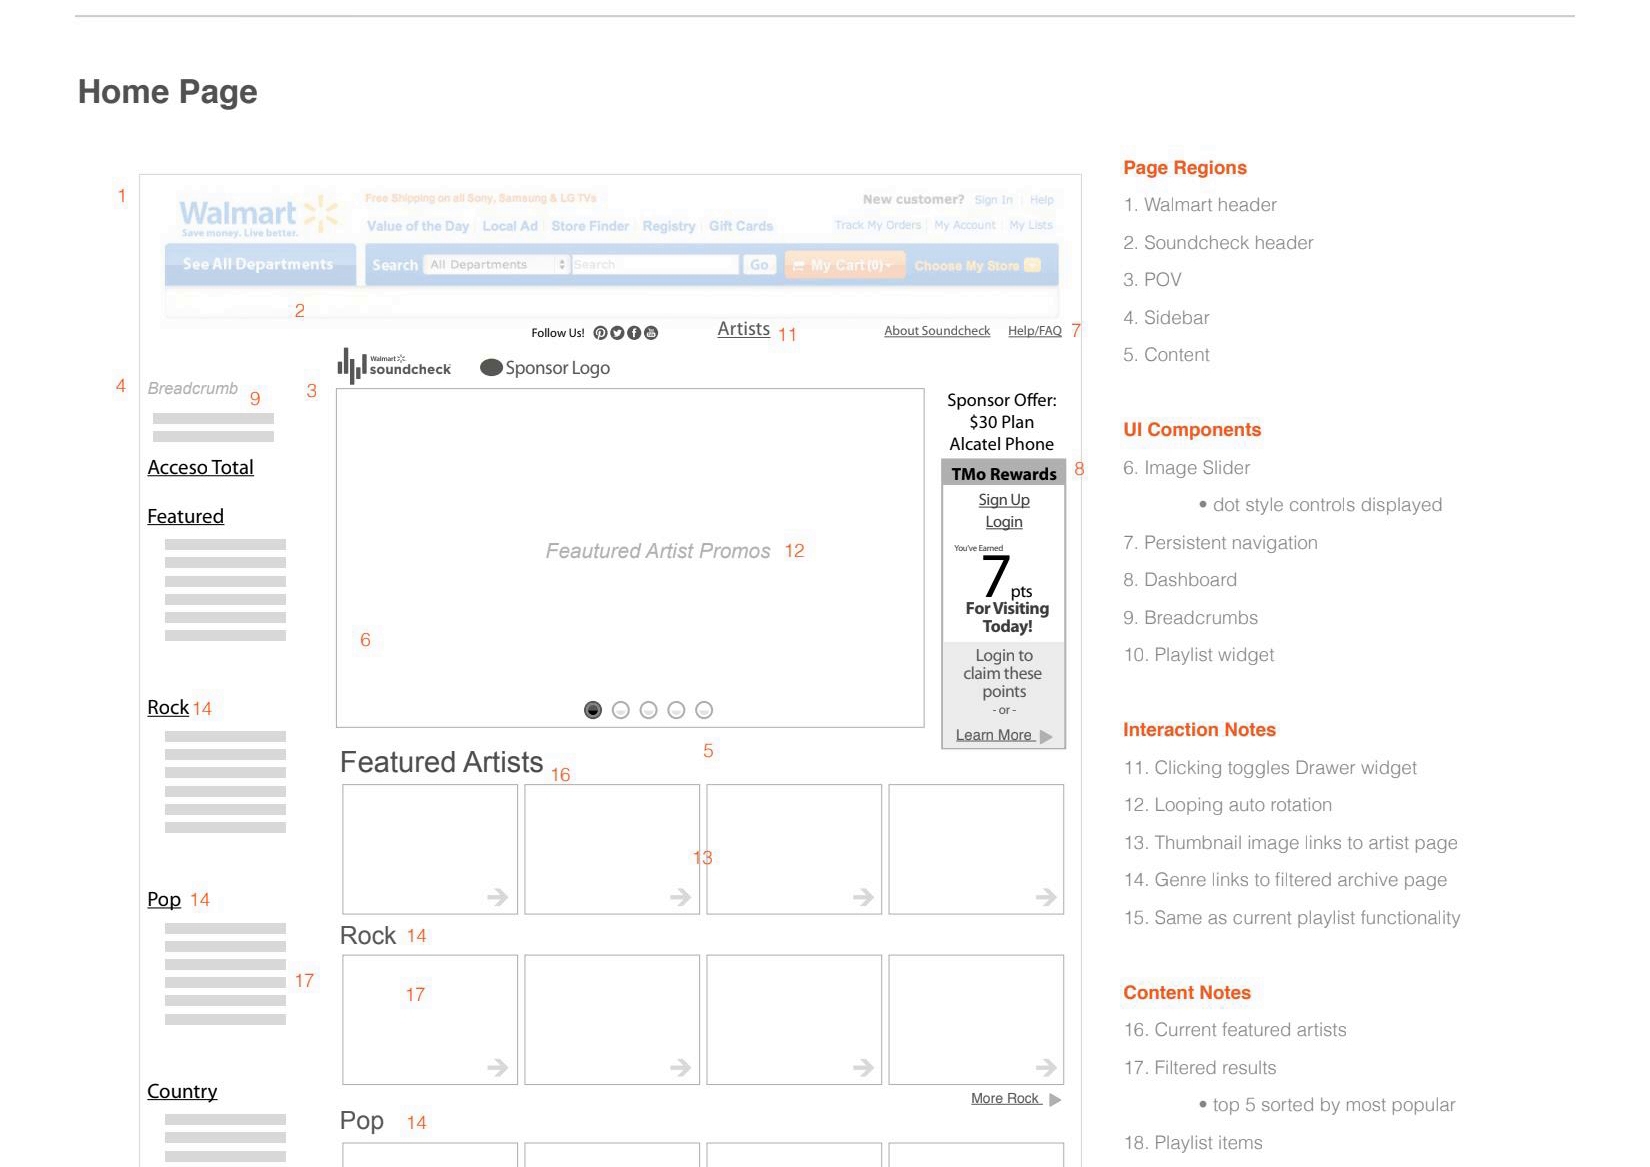 Home Page
1
Walmart
Save money. Live better.
Free Shipping on all Sony, Samsung & LG TVs
New customer? Sign In Help
Value of the Day Local Ad Store Finder Registry Gift Cards
Track My Orders My Account My Lists
See All Departments
Search All Departments Search Go My Cart (0) Choose My Store
2
Follow Us!
Artists 11
About Soundcheck Help/FAQ 7
Walmart
soundcheck
Sponsor Logo
4 Breadcrumb 9
3
Acceso Total
Featured
Rock 14
Pop 14
17
Country
Feautured Artist Promos 12
6
Sponsor Offer:
$30 Plan
Alcatel Phone
TMo Rewards 8
Sign Up
Login
You've Earned
7 pts
For Visiting
Today!
Login to
claim these
points
- or -
Learn More
5
Featured Artists 16
13
Rock 14
17
More Rock
Pop 14
Page Regions
1. Walmart header
2. Soundcheck header
3. POV
4. Sidebar
5. Content
UI Components
6. Image Slider
• dot style controls displayed
7. Persistent navigation
8. Dashboard
9. Breadcrumbs
10. Playlist widget
Interaction Notes
11. Clicking toggles Drawer widget
12. Looping auto rotation
13. Thumbnail image links to artist page
14. Genre links to filtered archive page
15. Same as current playlist functionality
Content Notes
16. Current featured artists
17. Filtered results
• top 5 sorted by most popular
18. Playlist items